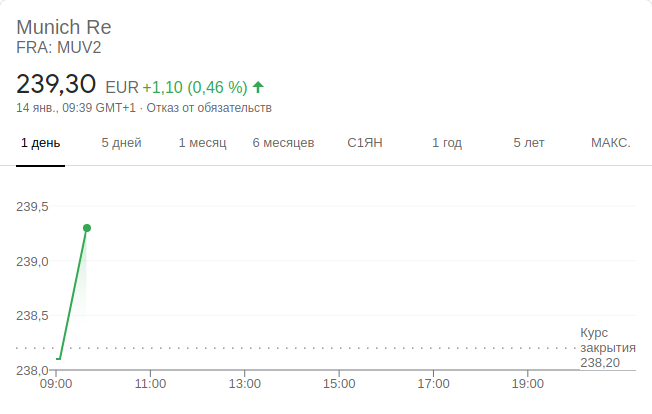 Munich Re
FRA: MUV2
239,30 EUR +1,10 (0,46 %)
14 янв., 09:39 GMT+1 · Отказ от обязательств
1 день 5 дней 1 месяц 6 месяцев С1ЯН 1 год 5 лет МАКС.
239,5
239,0
238,5
Курс
закрытия
238,20
238,0
09:00 11:00 13:00 15:00 17:00 19:00